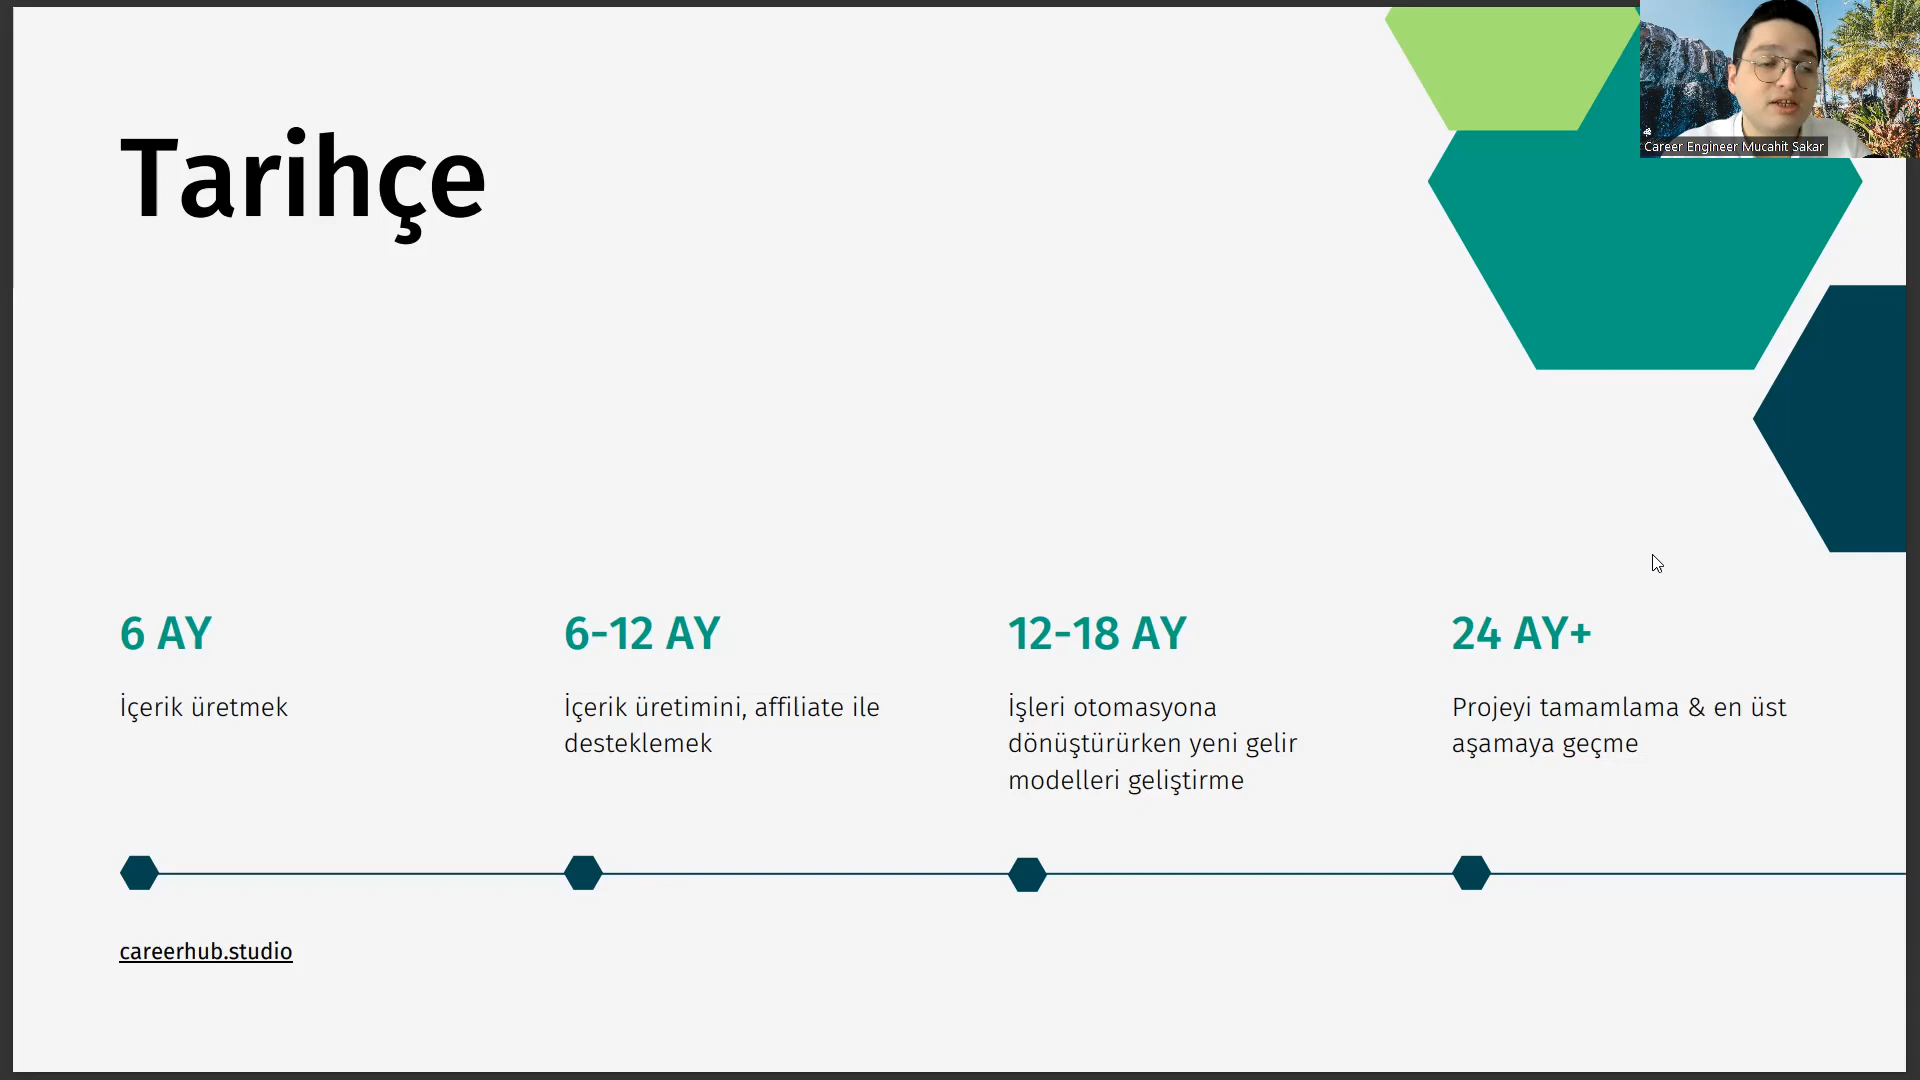 Career Engineer Mucahit Sakar
Tarihçe
6 AY
İçerik üretmek
6-12 AY
İçerik üretimini, affiliate ile
desteklemek
12-18 AY
İşleri otomasyona
dönüştürürken yeni gelir
modelleri geliştirme
24 AY+
Projeyi tamamlama & en üst
aşamaya geçme
careerhub.studio